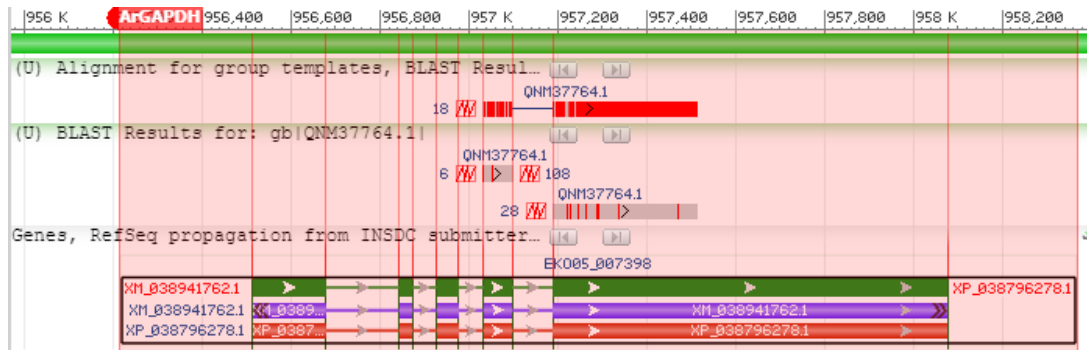 956 K ArGAPDH 956,400 956,600 956,800 957 K 957,200 957,400 957,600 957,800 958 K 958,200
(U) Alignment for group templates, BLAST Resul…
QNM37764.1
18
(U) BLAST Results for: gb|QNM37764.1|
QNM37764.1
6 108
QNM37764.1
28
Genes, RefSeq propagation from INSDC submitter…
EKO05_007398
XM_038941762.1 XP_038796278.1
XM_038941762.1 XM_0389… XM_038941762.1
XP_038796278.1 XP_0387… XP_038796278.1